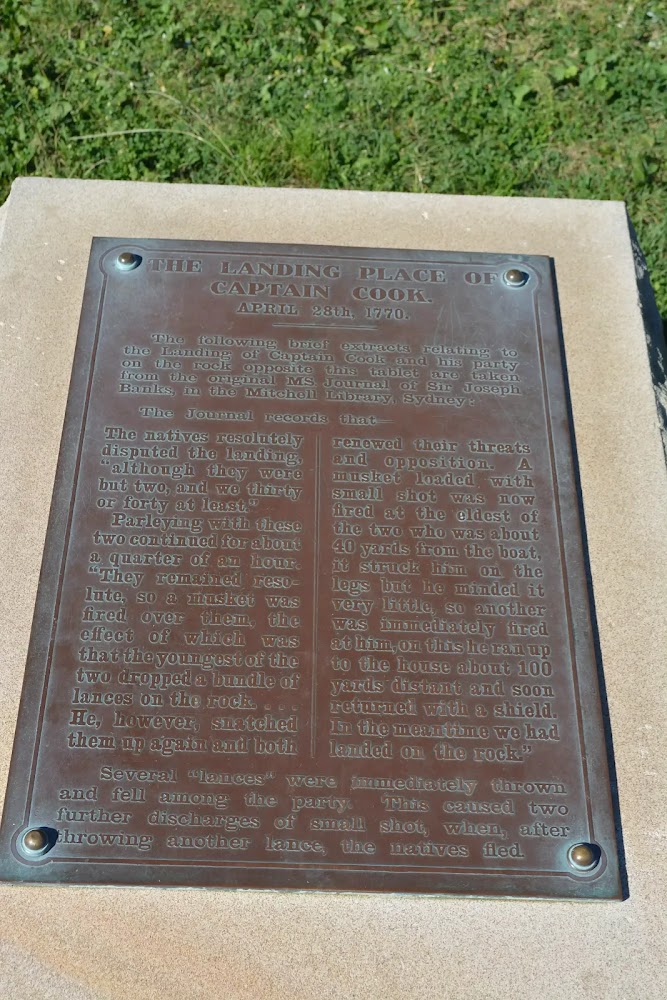 THE LANDING PLACE OF
CAPTAIN COOK.
APRIL 28th, 1770.
The following brief extracts relating to
the Landing of Captain Cook and his party
on the rock opposite this tablet are taken
from the original MS. Journal of Sir Joseph
Banks, in the Mitchell Library, Sydney:
The Journal records that—
The natives resolutely
disputed the landing,
"although they were
but two, and we thirty
or forty at least."
Parleying with these
two continued for about
a quarter of an hour.
"They remained reso-
lute, so a musket was
fired over them, the
effect of which was
that the youngest of the
two dropped a bundle of
lances on the rock. . . .
He, however, snatched
them up again and both
renewed their threats
and opposition. A
musket loaded with
small shot was now
fired at the eldest of
the two who was about
40 yards from the boat,
it struck him on the
legs but he minded it
very little, so another
was immediately fired
at him, on this he ran up
to the house about 100
yards distant and soon
returned with a shield.
In the meantime we had
landed on the rock."
Several "lances" were immediately thrown
and fell among the party. This caused two
further discharges of small shot, when, after
throwing another lance, the natives fled.